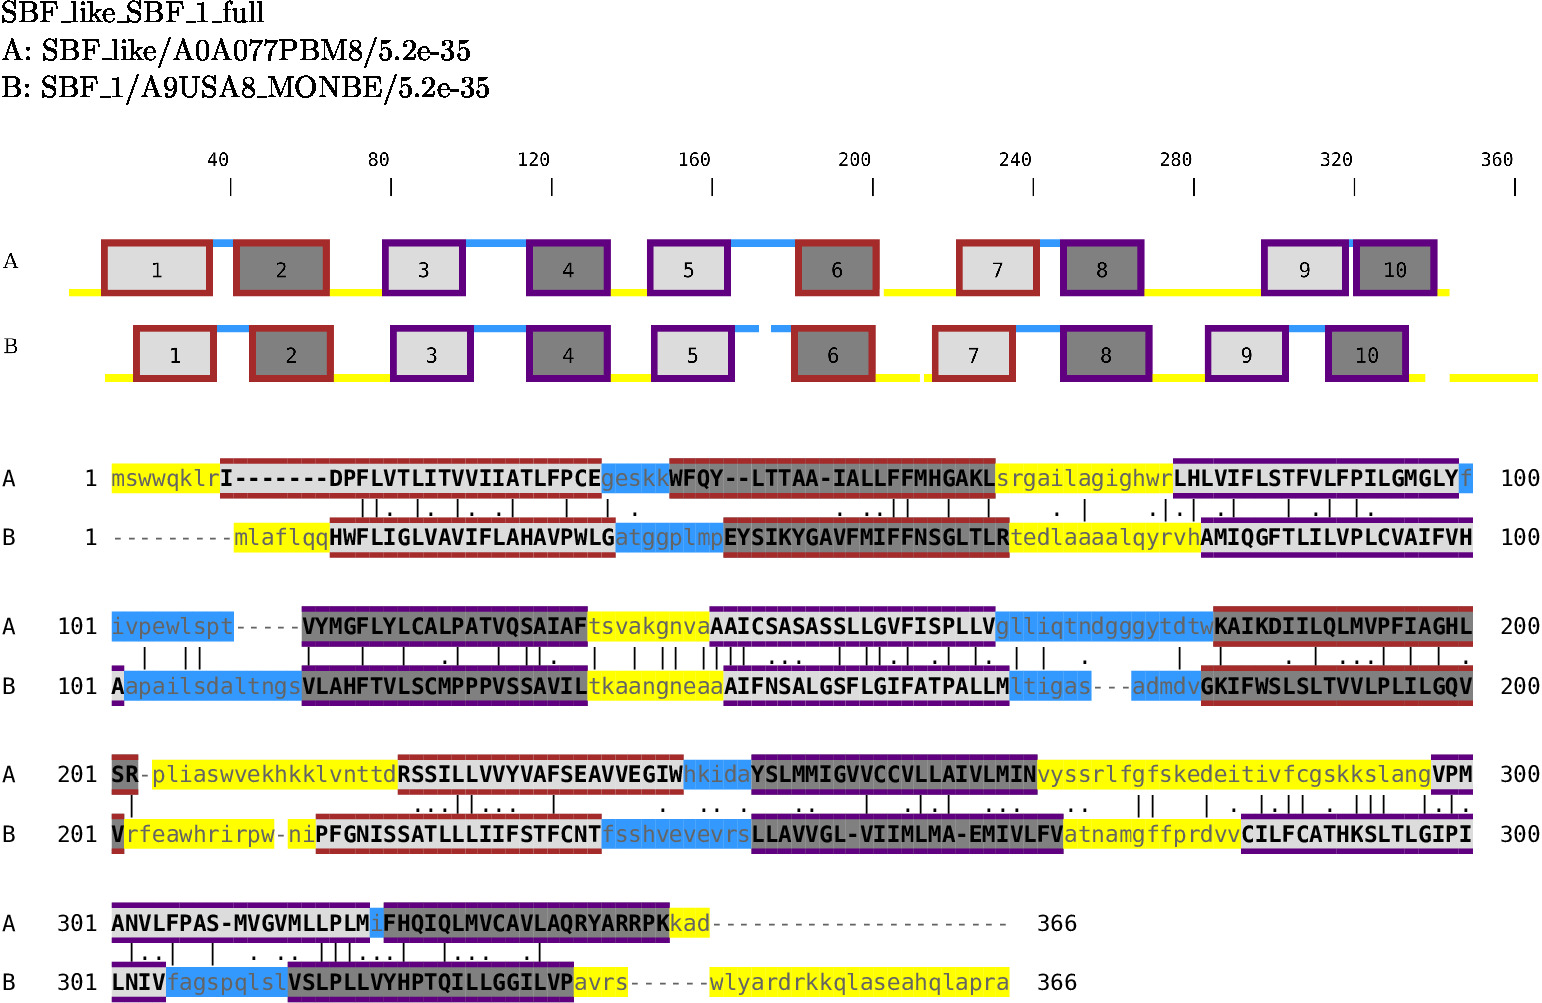 SBF_like_SBF_1_full
A: SBF_like/A0A077PBM8/5.2e-35
B: SBF_1/A9USA8_MONBE/5.2e-35
40 80 120 160 200 240 280 320 360
A 1 2 3 4 5 6 7 8 9 10
B 1 2 3 4 5 6 7 8 9 10
A 1 mswwqklrI-------DPFLVTLITVVIIATLFPCEgeskkWFQY--LTTAA-IALLFFMHGAKLsrgailagighwrLHLVIFLSTFVLFPILGMGLYf 100
B 1 ---------mlaflqqHWFLIGLVAVIFLAHAVPWLGatggplmpEYSIKYGAVFMIFFNSGLTLRtedlaaaalqyrvhAMIQGFTLILVPLCVAIFVH 100
A 101 ivpewlspt-----VYMGFLYLCALPATVQSAIAFtsvakgnvaAAICSASASSLLGVFISPLLVglliqtndgggytdtwKAIKDIILQLMVPFIAGHL 200
B 101 AapailsdaltngsVLAHFTVLSCMPPPVSSAVILtkaangneaaAIFNSALGSFLGIFATPALLMltigas---admdvGKIFWSLSLTVVLPLILGQV 200
A 201 SR-pliaswvekhkklvnttdRSSILLVVYVAFSEAVVEGIWhkidaYSLMMIGVVCCVLLAIVLMINvyssrlfgfskedeitivfcgskkslangVPM 300
B 201 Vrfeawhrirpw-niPFGNISSATLLLIIFSTFCNTfsshvevevrsLLAVVGL-VIIMLMA-EMIVLFVatnamgffprdvvCILFCATHKSLTLGIPI 300
A 301 ANVLFPAS-MVGVMLLPLMiFHQIQLMVCAVLAQRYARRPKkad---------------------- 366
B 301 LNIVfagspqlslVSLPLLVYHPTQILLGGILVPavrs------wlyardrkkqlaseahqlapra 366